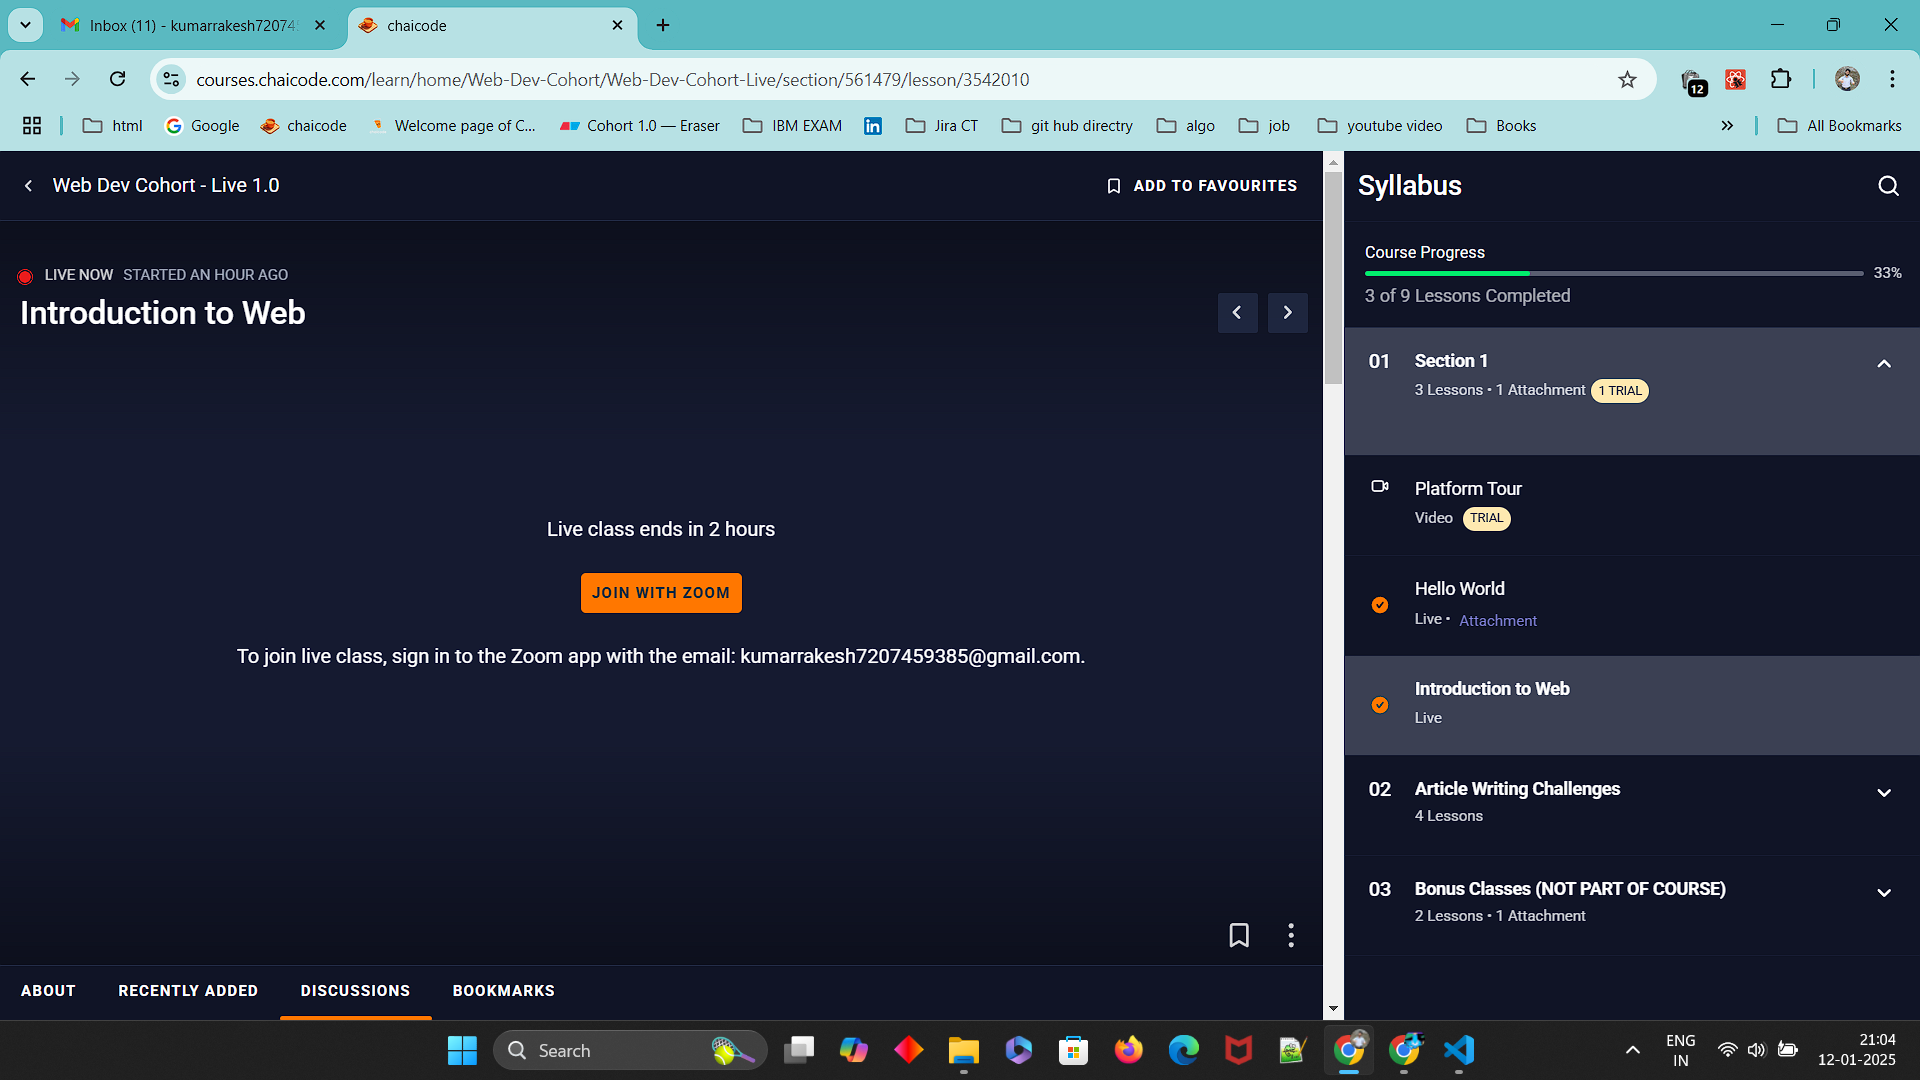 Inbox (11) - kumarrakesh72074
chaicode
courses.chaicode.com/learn/home/Web-Dev-Cohort/Web-Dev-Cohort-Live/section/561479/lesson/3542010
12
html
Google
chaicode
Welcome page of C...
Cohort 1.0 — Eraser
IBM EXAM
Jira CT
git hub directry
algo
job
youtube video
Books
All Bookmarks
Web Dev Cohort - Live 1.0
ADD TO FAVOURITES
LIVE NOW STARTED AN HOUR AGO
Introduction to Web
Live class ends in 2 hours
JOIN WITH ZOOM
To join live class, sign in to the Zoom app with the email: kumarrakesh7207459385@gmail.com.
ABOUT
RECENTLY ADDED
DISCUSSIONS
BOOKMARKS
Syllabus
Course Progress
33%
3 of 9 Lessons Completed
01 Section 1
3 Lessons • 1 Attachment 1 TRIAL
Platform Tour
Video TRIAL
Hello World
Live • Attachment
Introduction to Web
Live
02 Article Writing Challenges
4 Lessons
03 Bonus Classes (NOT PART OF COURSE)
2 Lessons • 1 Attachment
Search
ENG
IN
21:04
12-01-2025